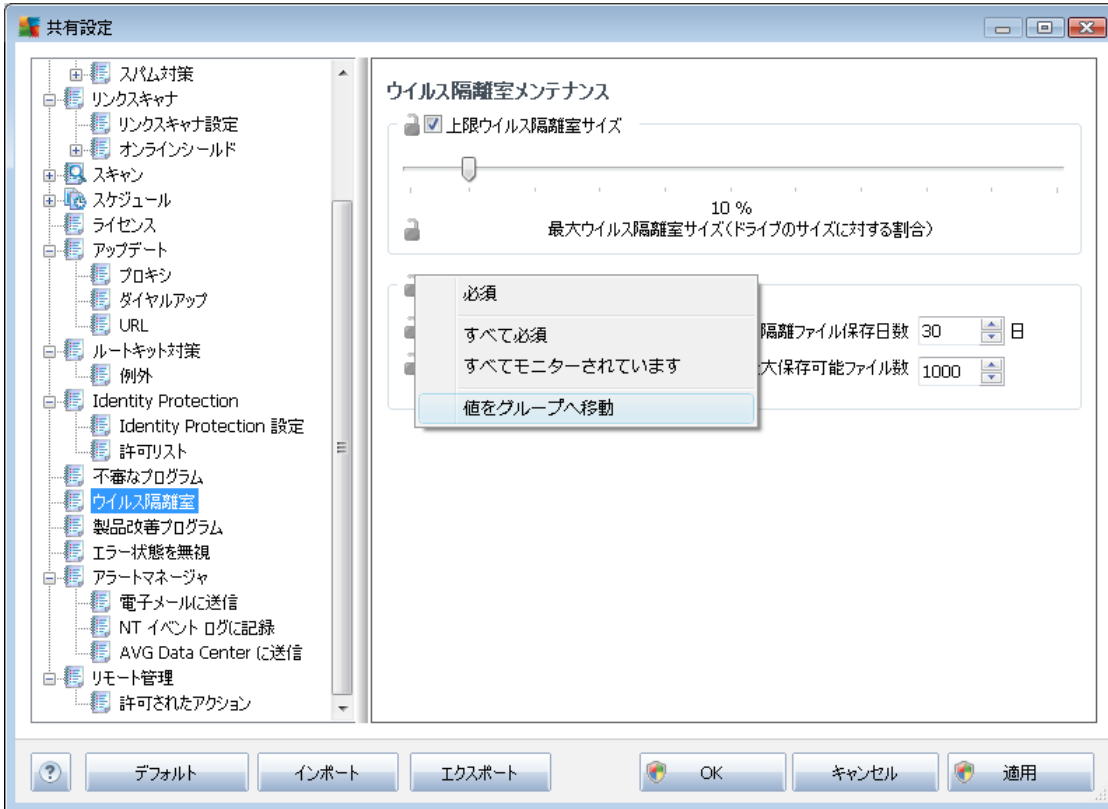 共有設定
スパム対策
リンクスキャナ
リンクスキャナ設定
オンラインシールド
スキャン
スケジュール
ライセンス
アップデート
プロキシ
ダイヤルアップ
URL
ルートキット対策
例外
Identity Protection
Identity Protection 設定
許可リスト
不審なプログラム
ウイルス隔離室
製品改善プログラム
エラー状態を無視
アラートマネージャ
電子メールに送信
NT イベント ログに記録
AVG Data Center に送信
リモート管理
許可されたアクション
ウイルス隔離室メンテナンス
上限ウイルス隔離室サイズ
10 %
最大ウイルス隔離室サイズ(ドライブのサイズに対する割合)
必須
すべて必須
すべてモニターされています
値をグループへ移動
隔離ファイル保存日数 30 日
大保存可能ファイル数 1000
? デフォルト インポート エクスポート OK キャンセル 適用